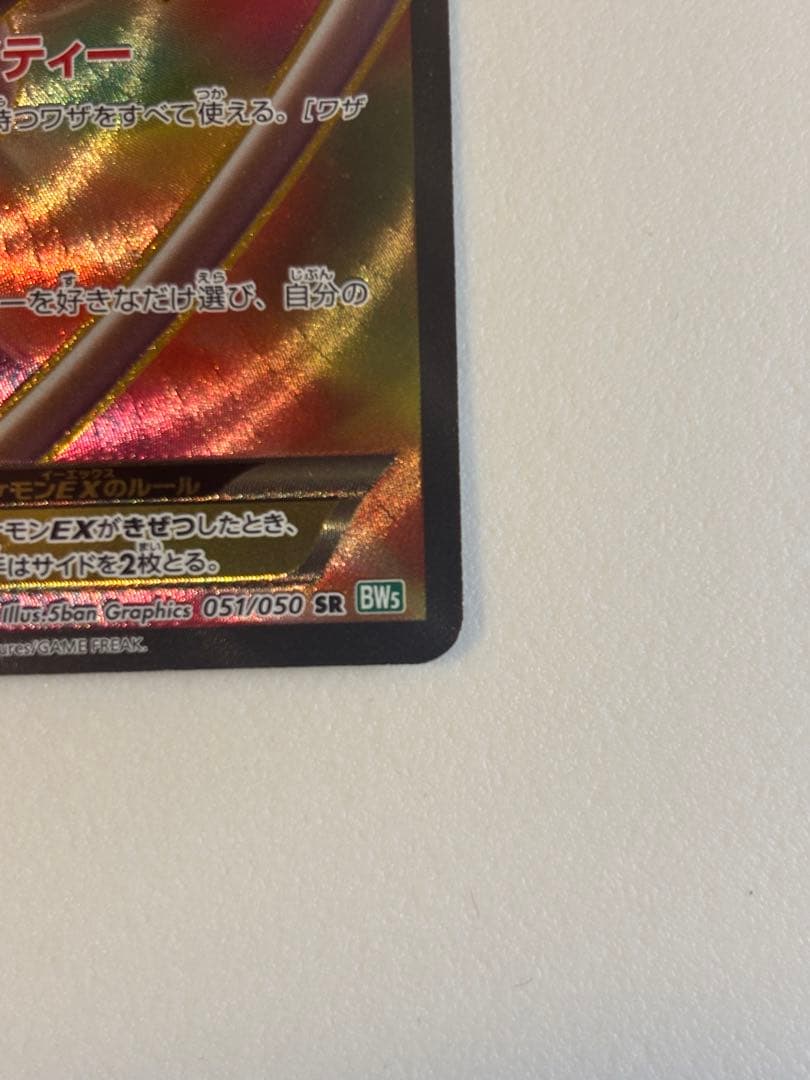 ティー
持つワザをすべて使える。[ワザ
ーを好きなだけ選び、自分の
モンEXのルール
モンEXがきぜつしたとき、
はサイドを2枚とる。
Illus.5ban Graphics 051/050 SR BW5
ures/GAME FREAK.